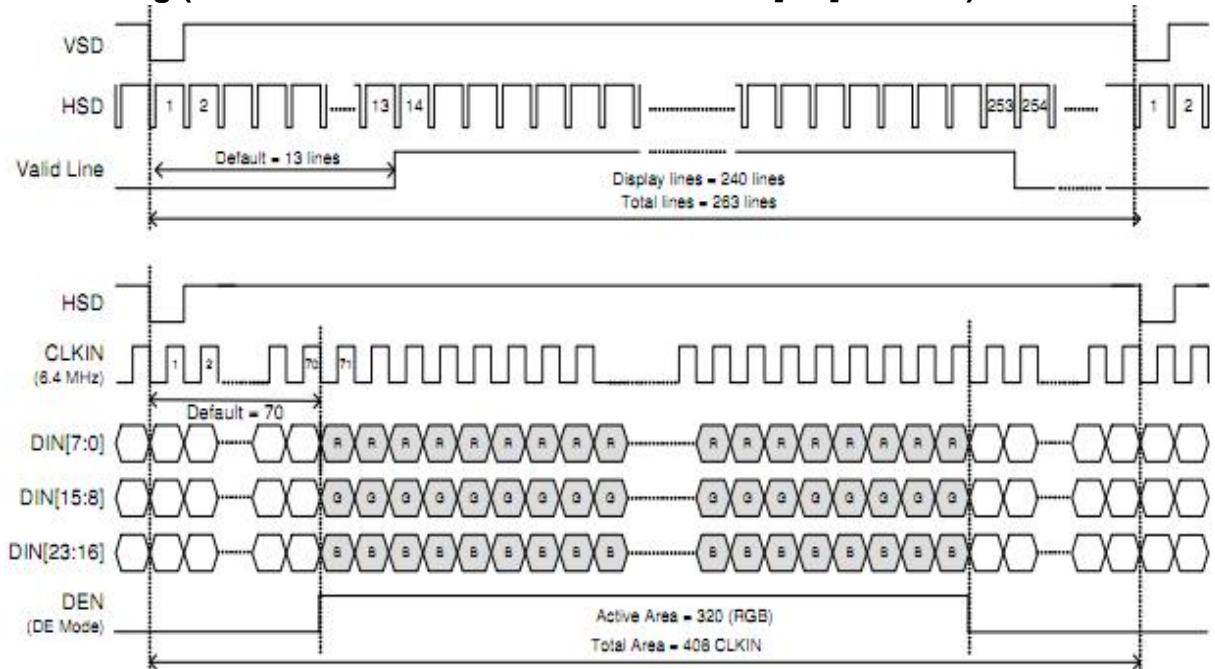 VSD
HSD 1 2 13 14 253 254 1 2
Default = 13 lines
Valid Line
Display lines = 240 lines
Total lines = 263 lines
HSD
CLKIN 1 2 70 71
(6.4 MHz)
Default = 70
DIN[7:0] R R R R R R R R R R R R R R R R R
DIN[15:8] G G G G G G G G G G G G G G G G G
DIN[23:16] B B B B B B B B B B B B B B B B B
DEN
(DE Mode)
Active Area = 320 (RGB)
Total Area = 408 CLKIN